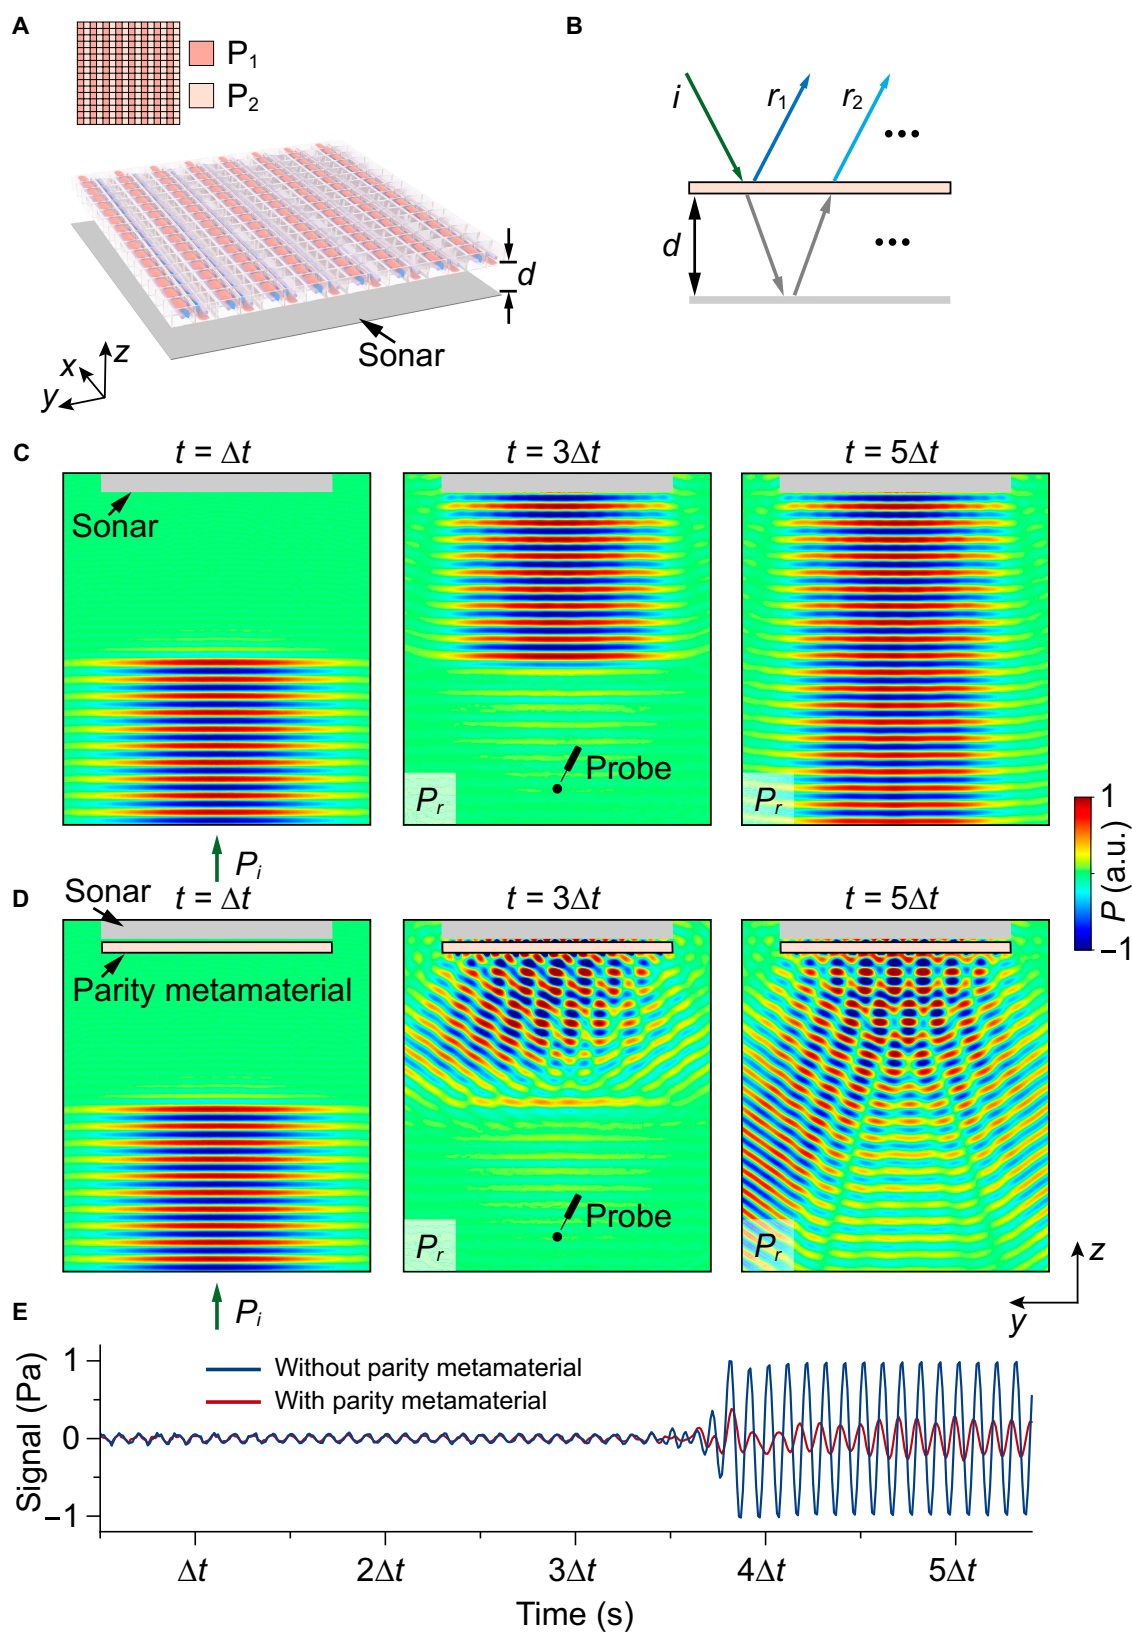 A
P1
P2
d
Sonar
z
x
y
B
i
r1
r2
...
d
...
C
t = Δt
t = 3Δt
t = 5Δt
Sonar
Probe
Pr
Pr
Pi
1
P (a.u.)
−1
D
Sonar
t = Δt
t = 3Δt
t = 5Δt
Parity metamaterial
Probe
Pr
Pr
Pi
z
y
E
Signal (Pa)
1
0
−1
Without parity metamaterial
With parity metamaterial
Δt
2Δt
3Δt
4Δt
5Δt
Time (s)